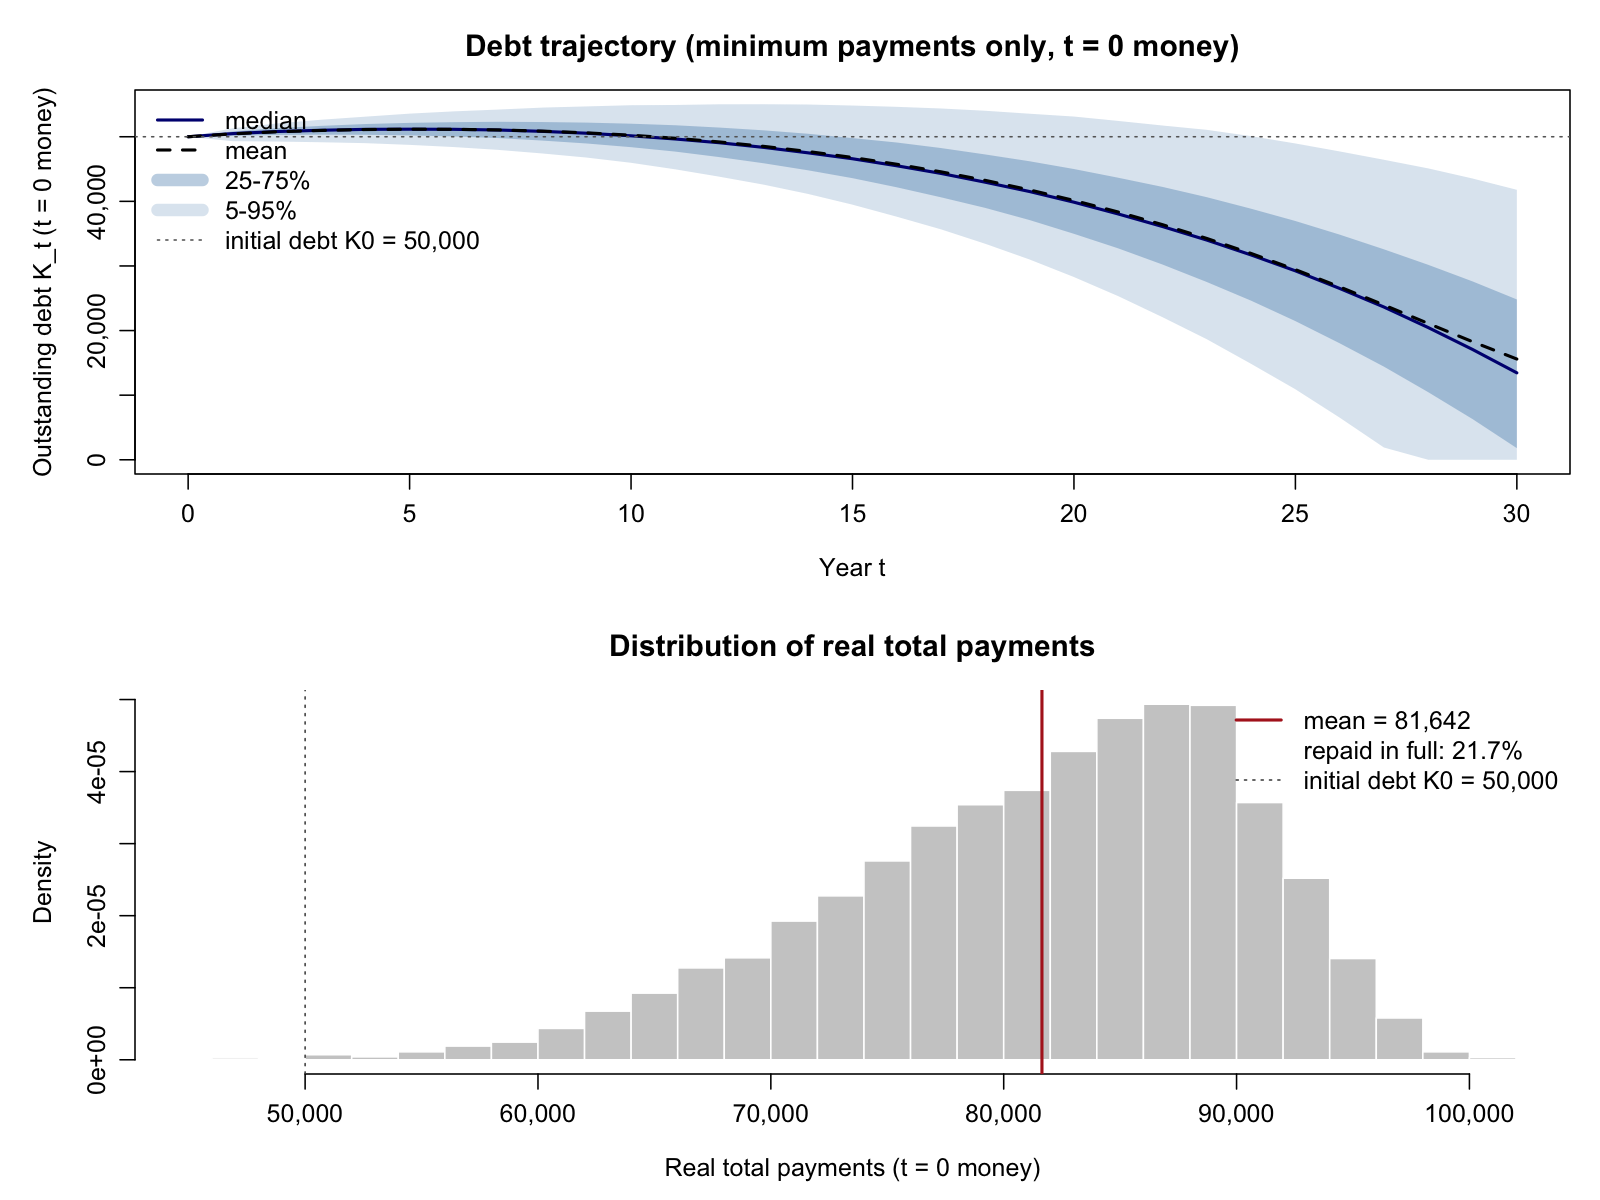 Debt trajectory (minimum payments only, t = 0 money)
Outstanding debt K_t (t = 0 money)
40,000
20,000
0
median
mean
25-75%
5-95%
initial debt K0 = 50,000
0 5 10 15 20 25 30
Year t
Distribution of real total payments
Density
4e-05
2e-05
0e+00
mean = 81,642
repaid in full: 21.7%
initial debt K0 = 50,000
50,000 60,000 70,000 80,000 90,000 100,000
Real total payments (t = 0 money)